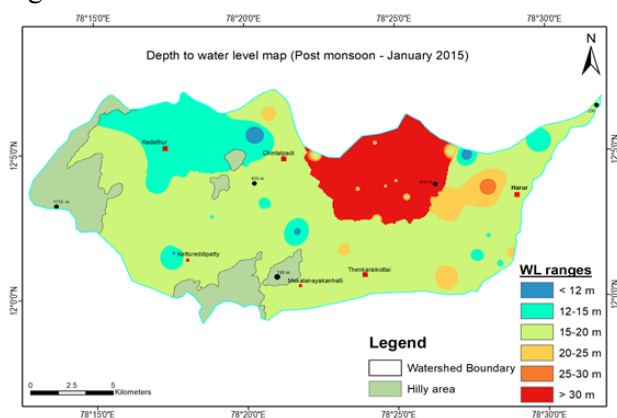 78°15'0"E 78°20'0"E 78°25'0"E 78°30'0"E
Depth to water level map (Post monsoon - January 2015)
N
12°5'0"N 12°5'0"N
Kadathur
Chintalpadi
Harur
Kettureddipatty
Mekalanayakanhalli
Thenkaraikottai
12°0'0"N 12°0'0"N
WL ranges
< 12 m
12-15 m
15-20 m
20-25 m
25-30 m
> 30 m
Legend
Watershed Boundary
Hilly area
0 2.5 5
Kilometers
78°15'0"E 78°20'0"E 78°25'0"E 78°30'0"E